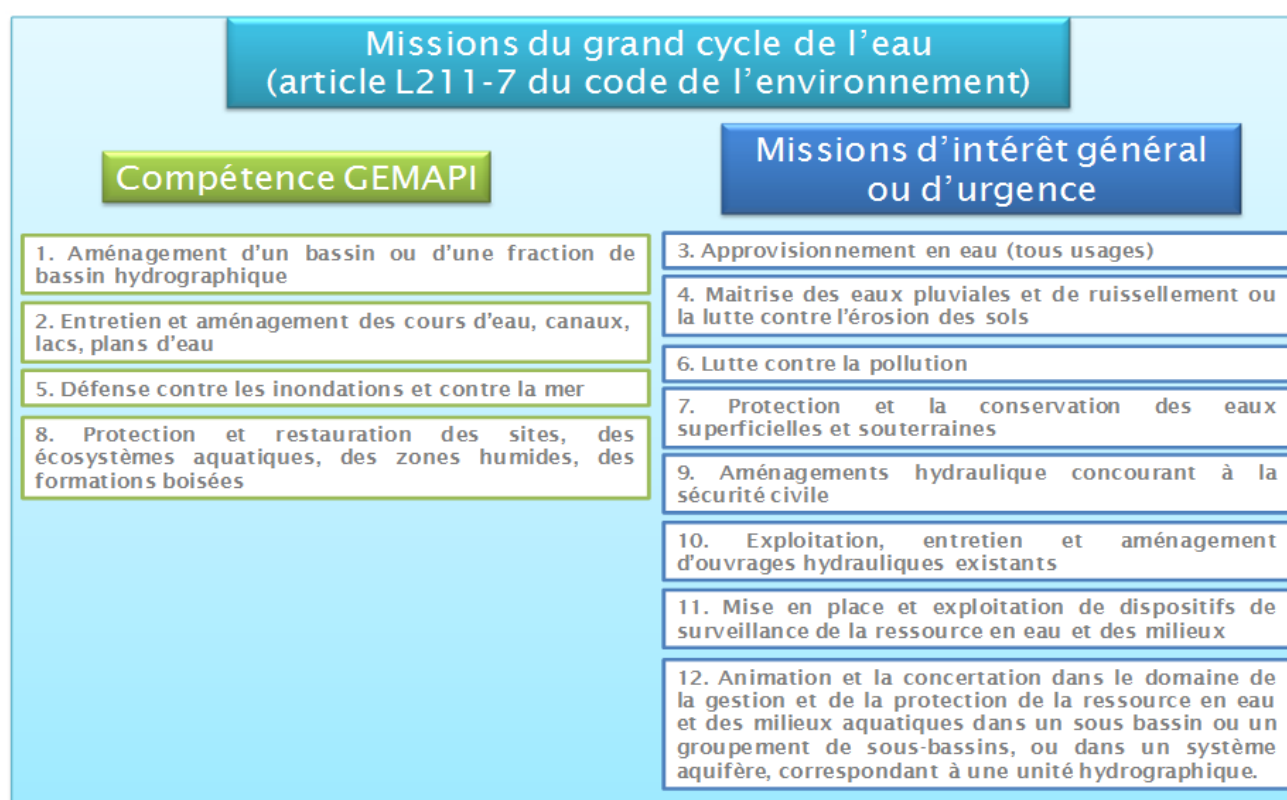 Missions du grand cycle de l’eau
(article L211-7 du code de l’environnement)
Compétence GEMAPI
1. Aménagement d’un bassin ou d’une fraction de
bassin hydrographique
2. Entretien et aménagement des cours d’eau, canaux,
lacs, plans d’eau
5. Défense contre les inondations et contre la mer
8. Protection et restauration des sites, des
écosystèmes aquatiques, des zones humides, des
formations boisées
Missions d’intérêt général
ou d’urgence
3. Approvisionnement en eau (tous usages)
4. Maitrise des eaux pluviales et de ruissellement ou
la lutte contre l’érosion des sols
6. Lutte contre la pollution
7. Protection et la conservation des eaux
superficielles et souterraines
9. Aménagements hydraulique concourant à la
sécurité civile
10. Exploitation, entretien et aménagement
d’ouvrages hydrauliques existants
11. Mise en place et exploitation de dispositifs de
surveillance de la ressource en eau et des milieux
12. Animation et la concertation dans le domaine de
la gestion et de la protection de la ressource en eau
et des milieux aquatiques dans un sous bassin ou un
groupement de sous-bassins, ou dans un système
aquifère, correspondant à une unité hydrographique.